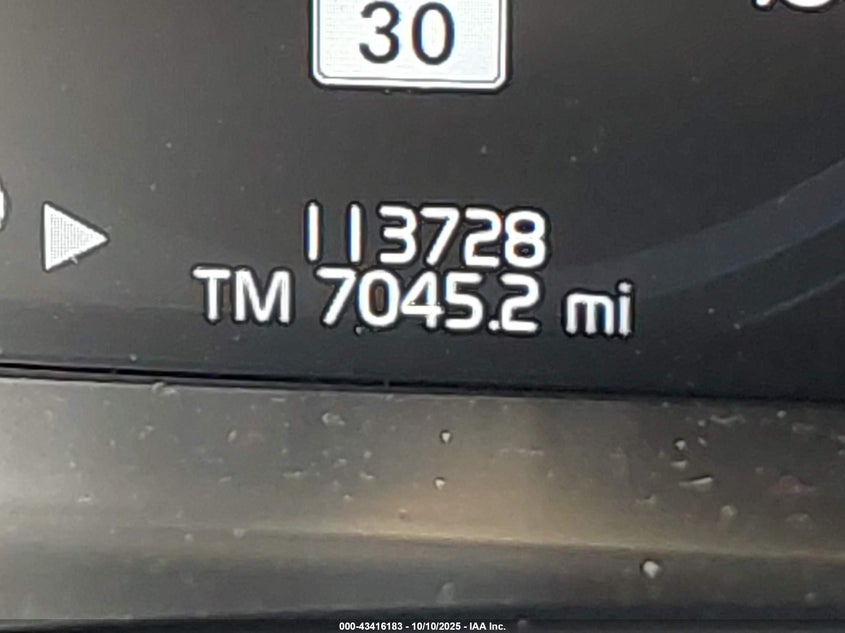 30
113728
TM 7045.2 mi
000-43416183 - 10/10/2025 - IAA Inc.